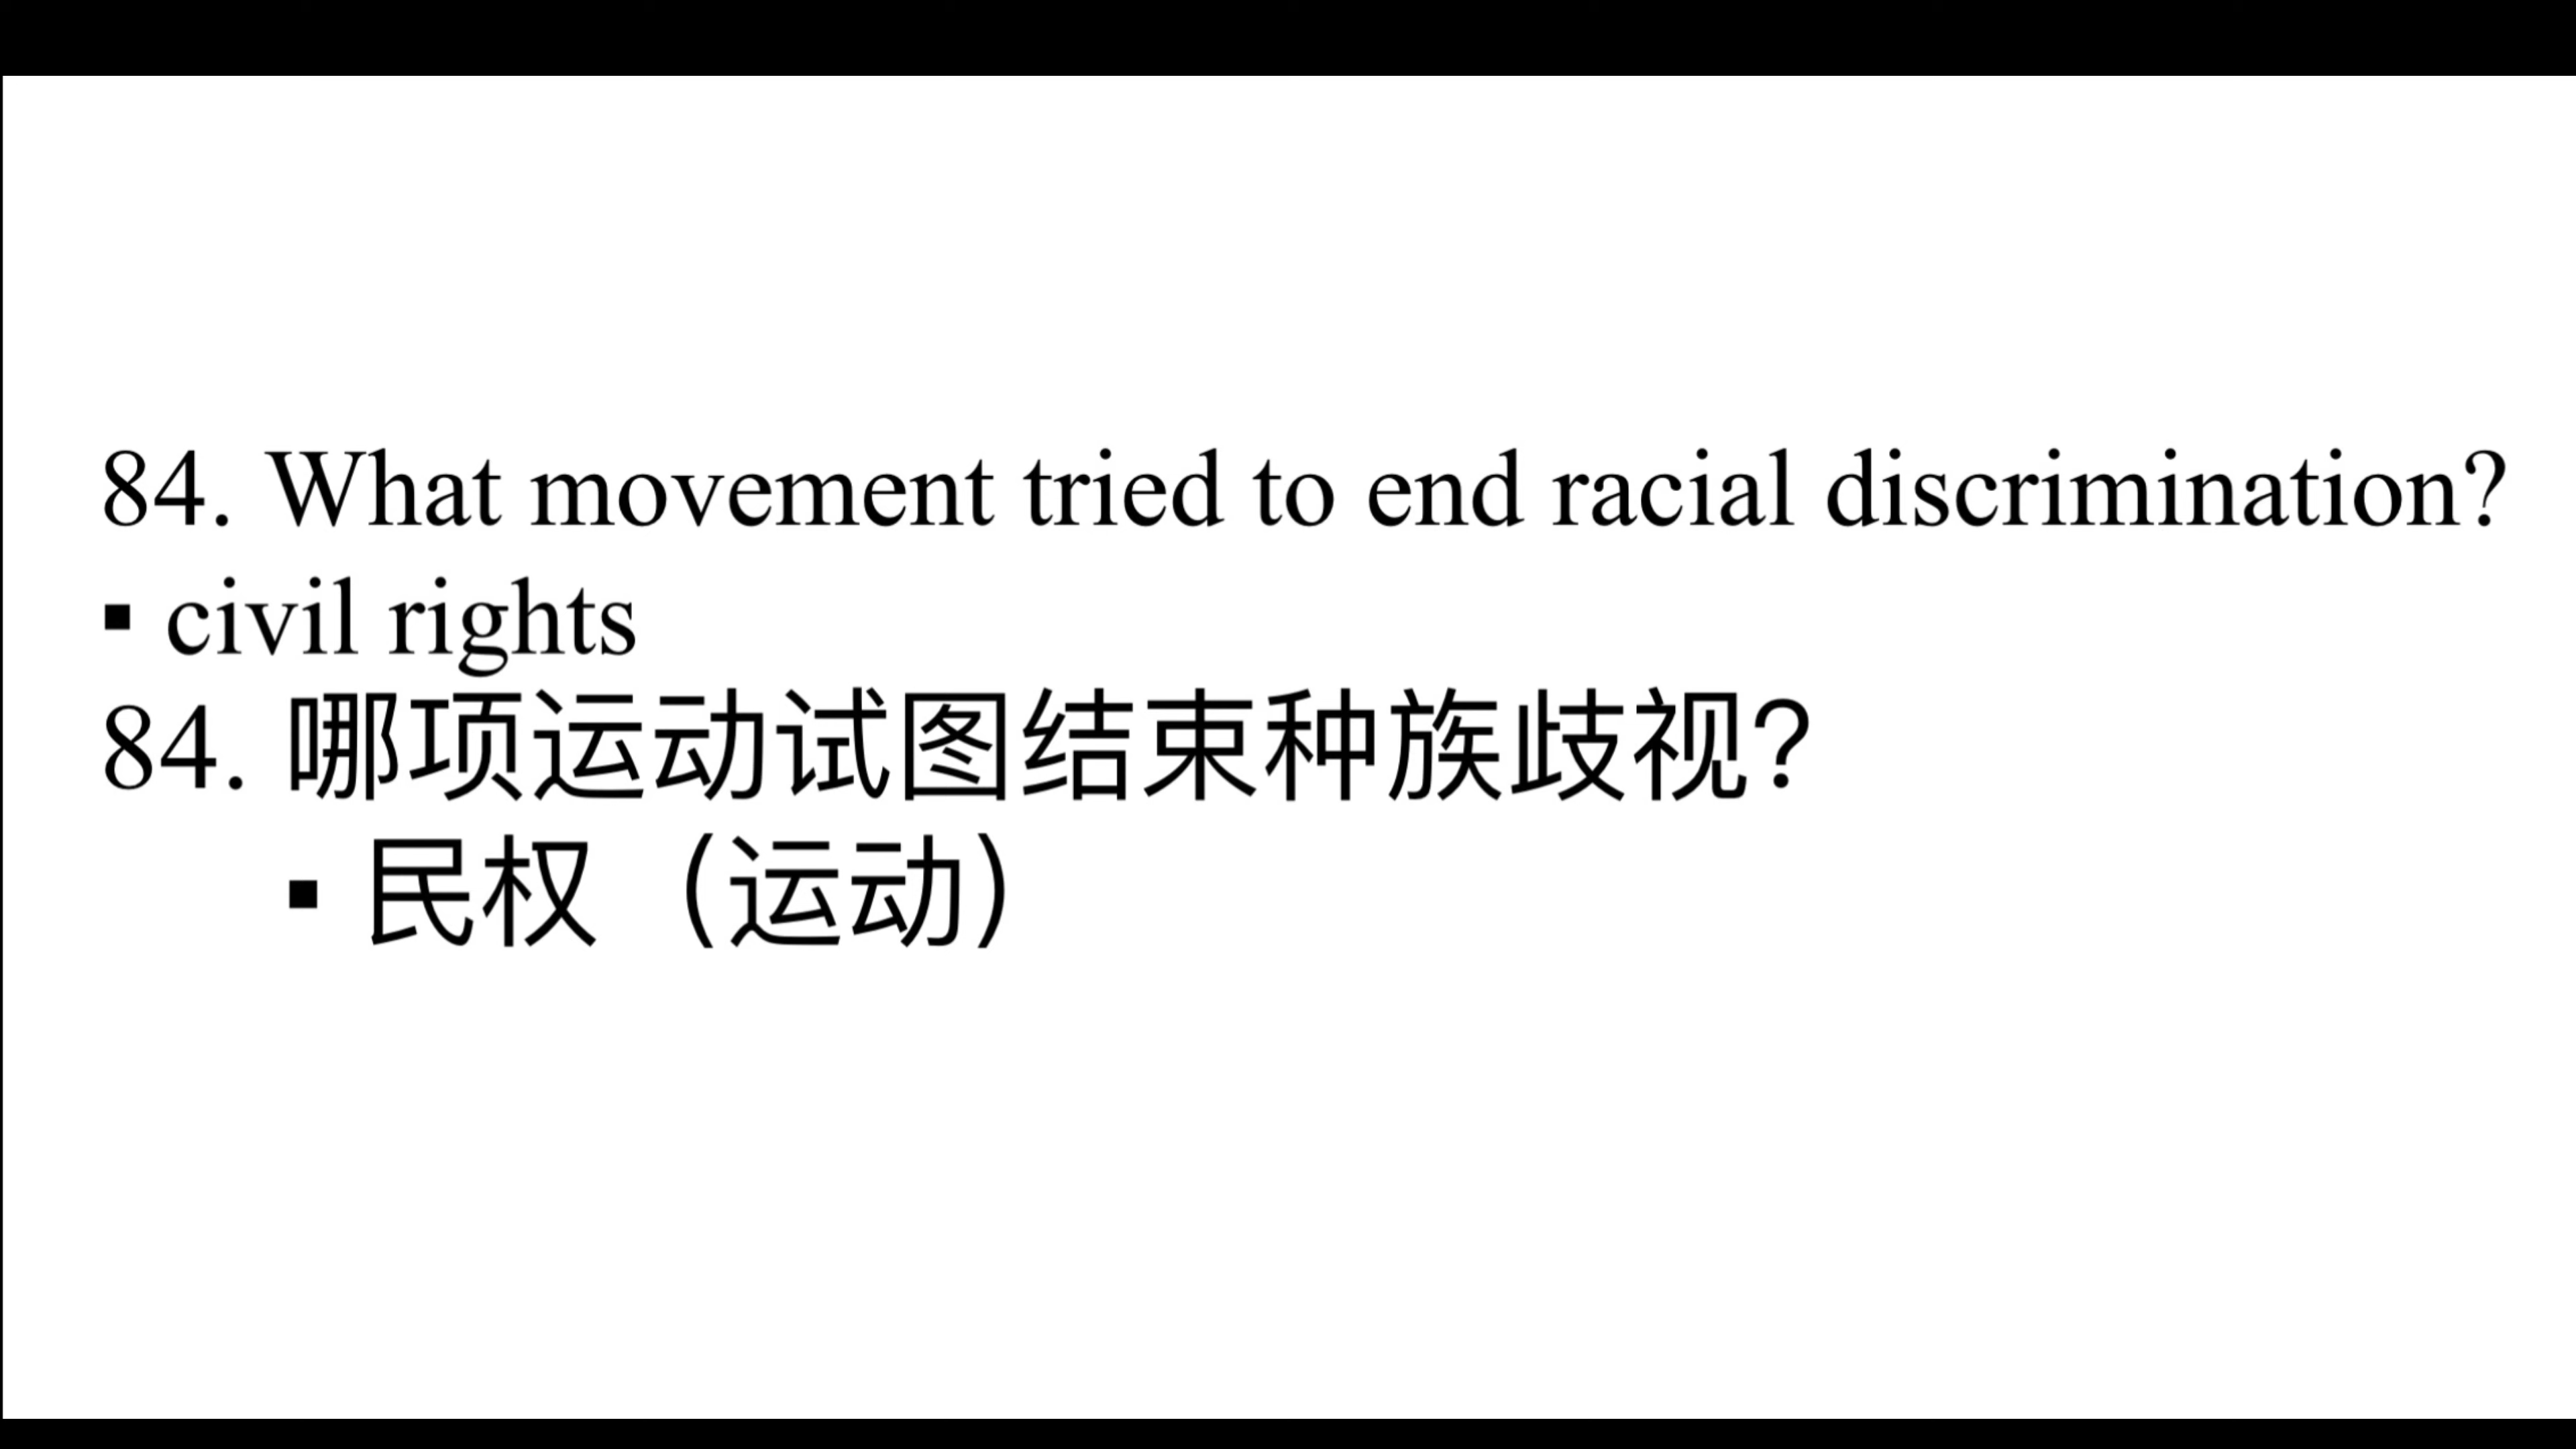 84. What movement tried to end racial discrimination?
▪ civil rights
84. 哪项运动试图结束种族歧视?
▪ 民权（运动）